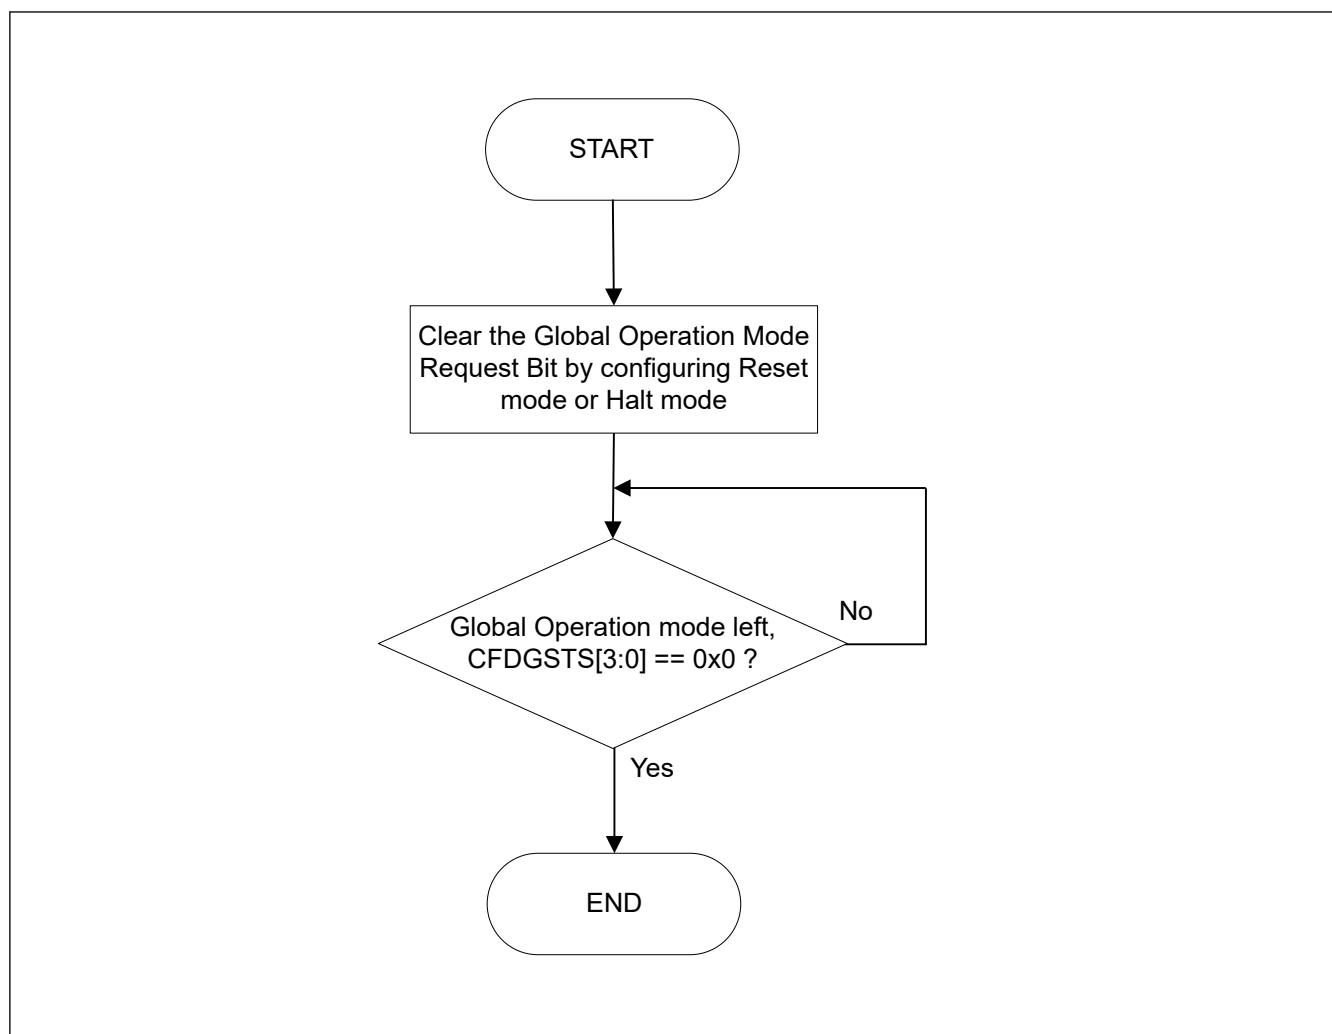 START
Clear the Global Operation Mode
Request Bit by configuring Reset
mode or Halt mode
No
Global Operation mode left,
CFDGSTS[3:0] == 0x0 ?
Yes
END